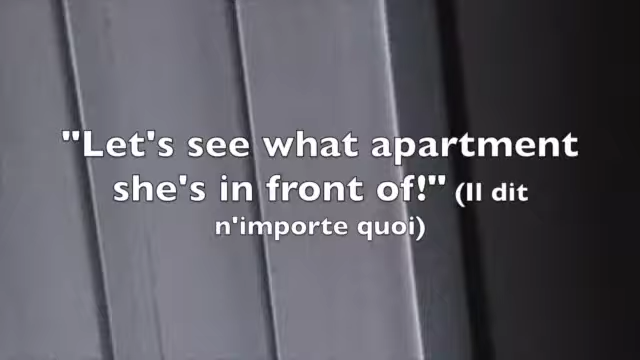 "Let's see what apartment
she's in front of!" (Il dit
n'importe quoi)